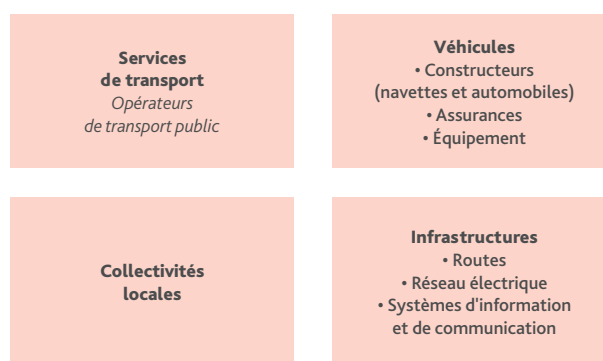 Services
de transport
Opérateurs
de transport public
Véhicules
• Constructeurs
(navettes et automobiles)
• Assurances
• Équipement
Collectivités
locales
Infrastructures
• Routes
• Réseau électrique
• Systèmes d'information
et de communication